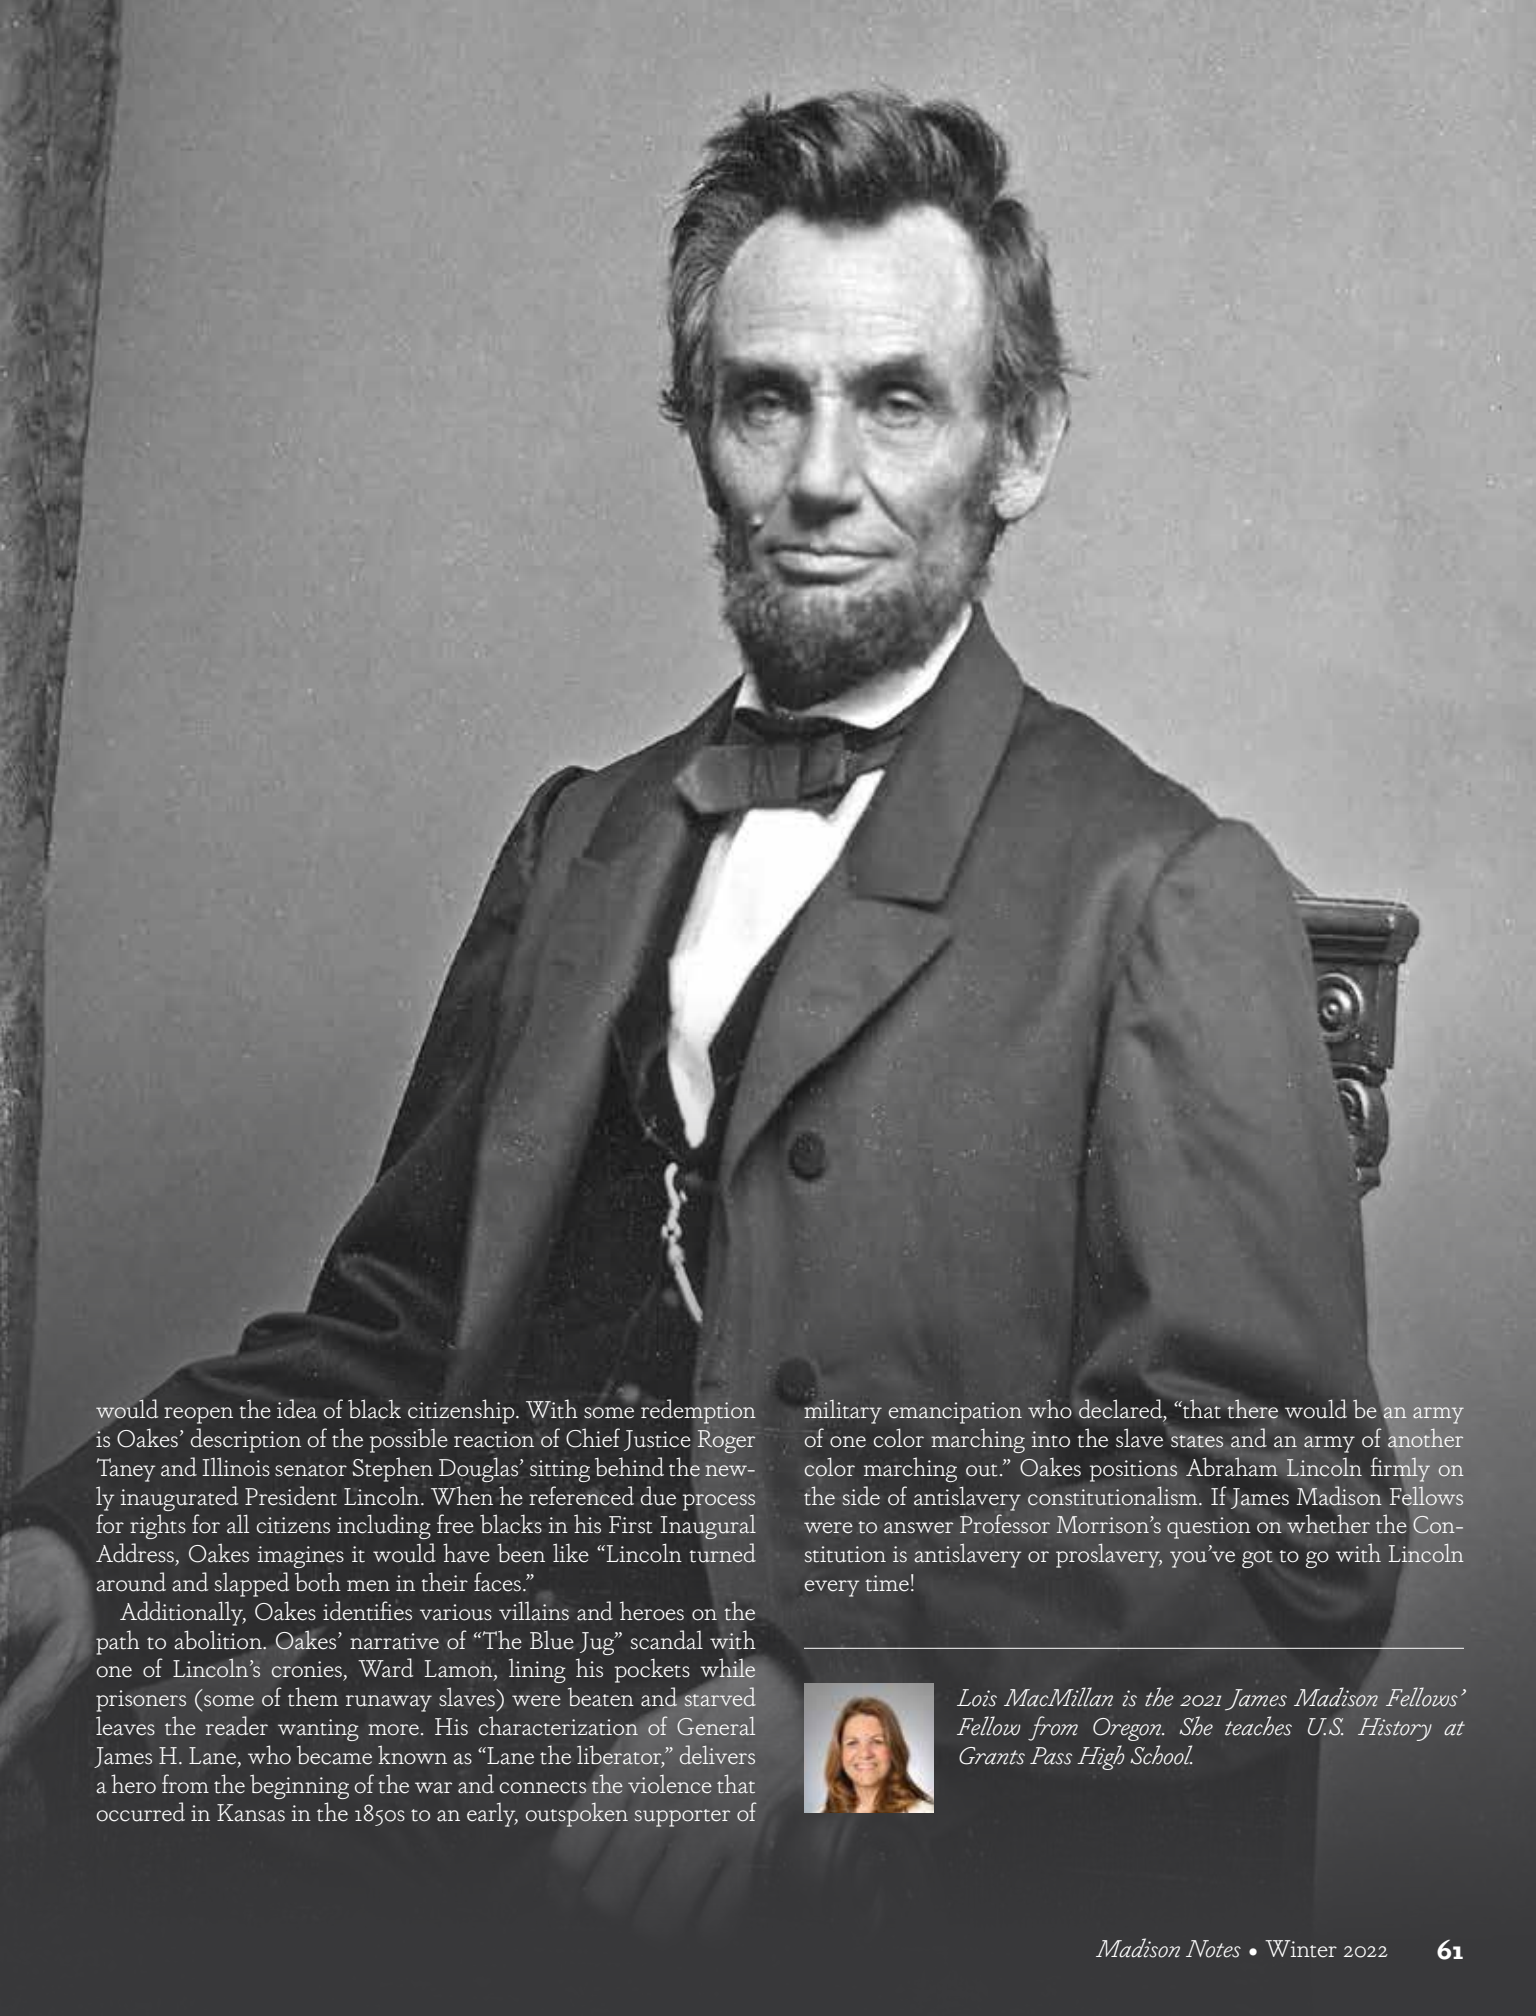 would reopen the idea of black citizenship. With some redemption
is Oakes’ description of the possible reaction of Chief Justice Roger
Taney and Illinois senator Stephen Douglas’ sitting behind the new-
ly inaugurated President Lincoln. When he referenced due process
for rights for all citizens including free blacks in his First Inaugural
Address, Oakes imagines it would have been like “Lincoln turned
around and slapped both men in their faces.”
Additionally, Oakes identifies various villains and heroes on the
path to abolition. Oakes’ narrative of “The Blue Jug” scandal with
one of Lincoln’s cronies, Ward Lamon, lining his pockets while
prisoners (some of them runaway slaves) were beaten and starved
leaves the reader wanting more. His characterization of General
James H. Lane, who became known as “Lane the liberator,” delivers
a hero from the beginning of the war and connects the violence that
occurred in Kansas in the 1850s to an early, outspoken supporter of
military emancipation who declared, “that there would be an army
of one color marching into the slave states and an army of another
color marching out.” Oakes positions Abraham Lincoln firmly on
the side of antislavery constitutionalism. If James Madison Fellows
were to answer Professor Morrison’s question on whether the Con-
stitution is antislavery or proslavery, you’ve got to go with Lincoln
every time!
Lois MacMillan is the 2021 James Madison Fellows’
Fellow from Oregon. She teaches U.S. History at
Grants Pass High School.
Madison Notes • Winter 2022 61